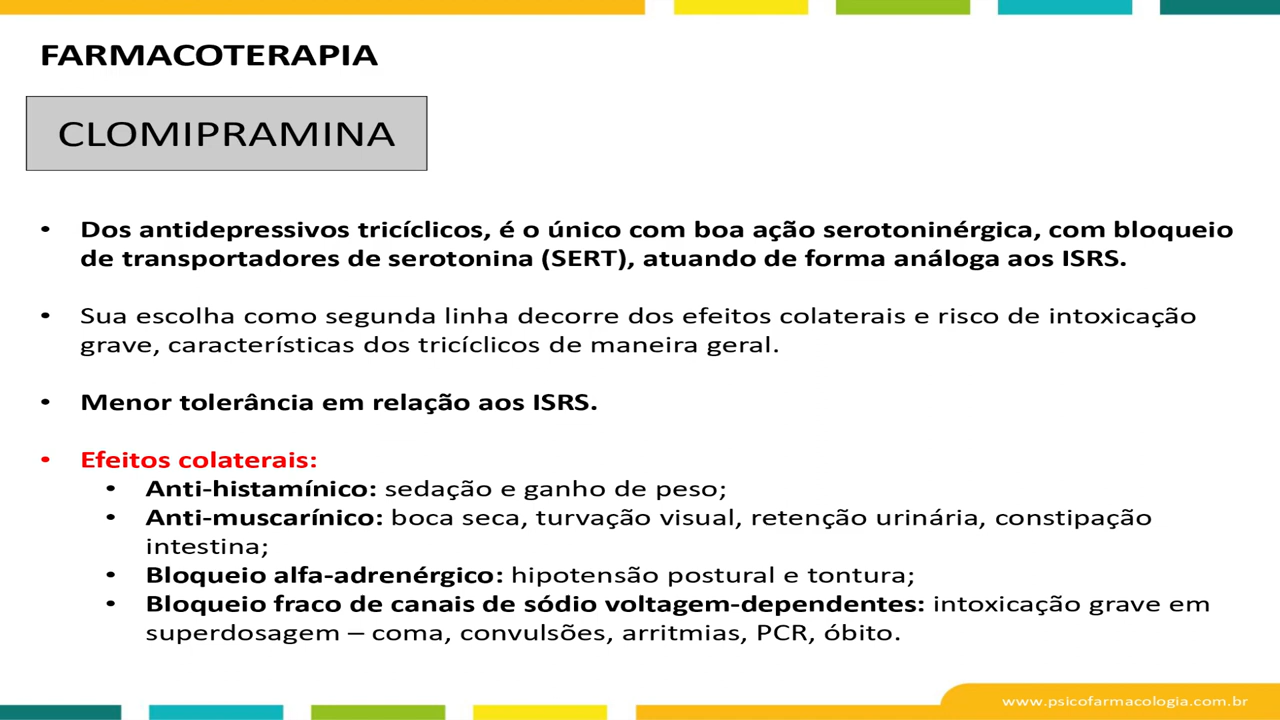 FARMACOTERAPIA
CLOMIPRAMINA
• Dos antidepressivos tricíclicos, é o único com boa ação serotoninérgica, com bloqueio
de transportadores de serotonina (SERT), atuando de forma análoga aos ISRS.
• Sua escolha como segunda linha decorre dos efeitos colaterais e risco de intoxicação
grave, características dos tricíclicos de maneira geral.
• Menor tolerância em relação aos ISRS.
• Efeitos colaterais:
• Anti-histamínico: sedação e ganho de peso;
• Anti-muscarínico: boca seca, turvação visual, retenção urinária, constipação
intestina;
• Bloqueio alfa-adrenérgico: hipotensão postural e tontura;
• Bloqueio fraco de canais de sódio voltagem-dependentes: intoxicação grave em
superdosagem – coma, convulsões, arritmias, PCR, óbito.
www.psicofarmacologia.com.br